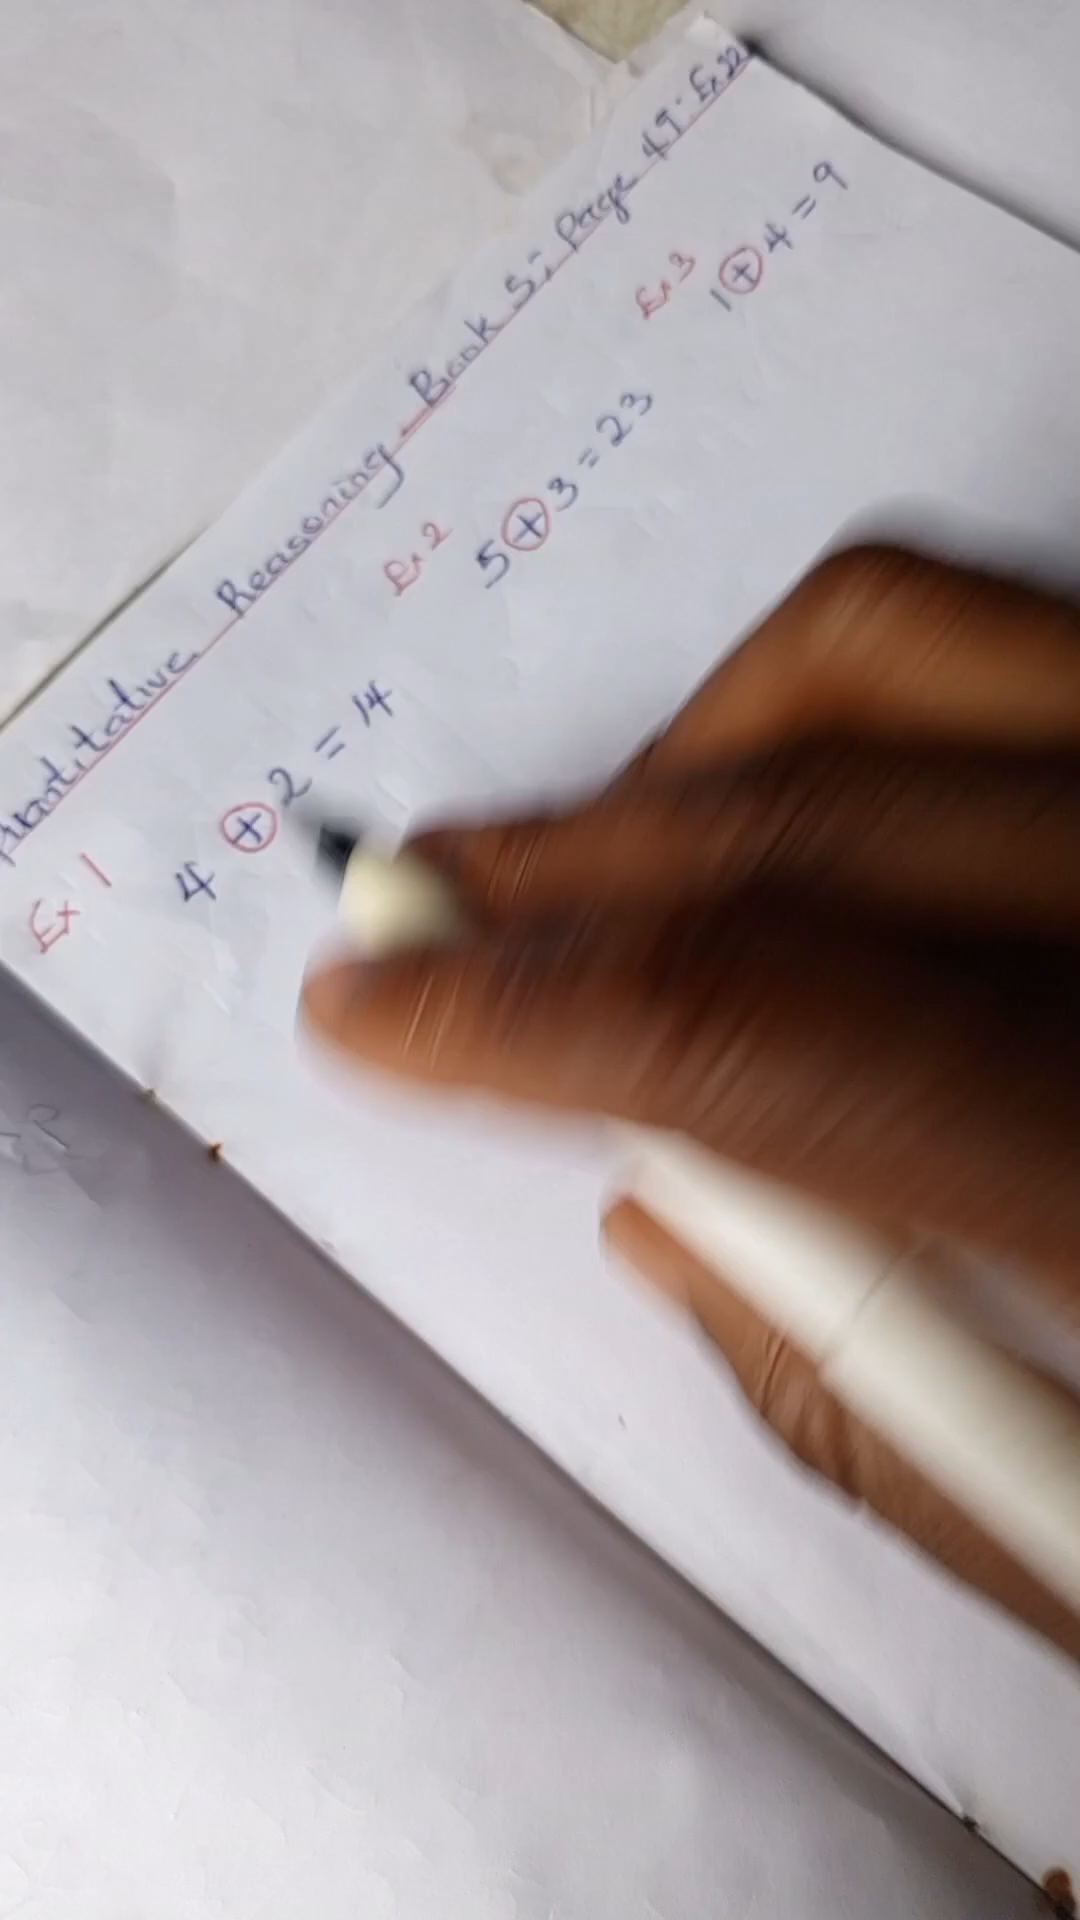 Quantitative Reasoning - Book 5; Page 49. Ex 22
Ex 1
4 ⊕ 2 = 14
Ex 2
5 ⊕ 3 = 23
Ex 3
1 ⊕ 4 = 9